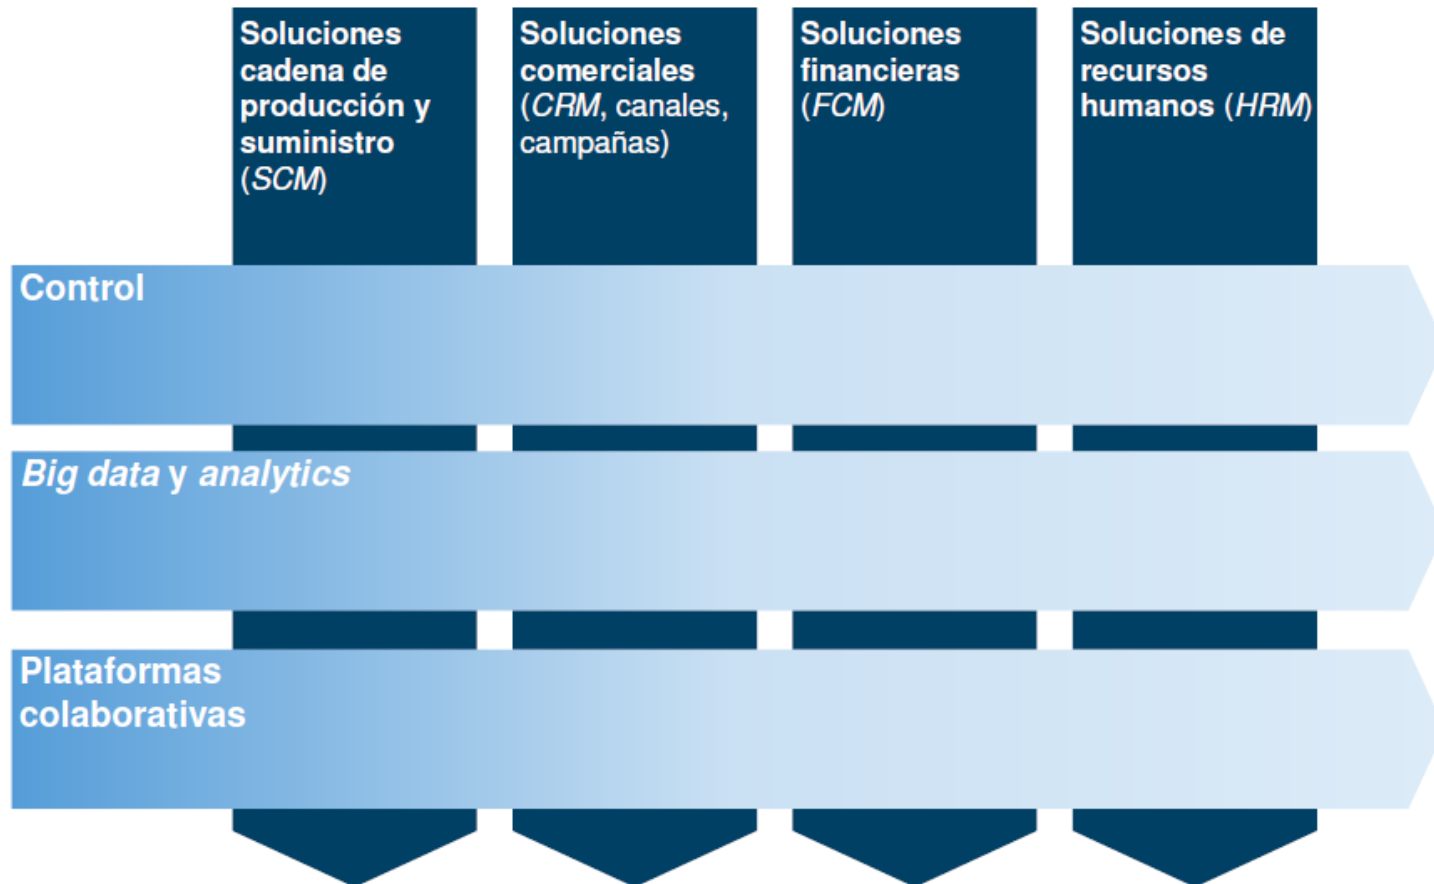 Soluciones
cadena de
producción y
suministro
(SCM)
Soluciones
comerciales
(CRM, canales,
campañas)
Soluciones
financieras
(FCM)
Soluciones de
recursos
humanos (HRM)
Control
Big data y analytics
Plataformas
colaborativas